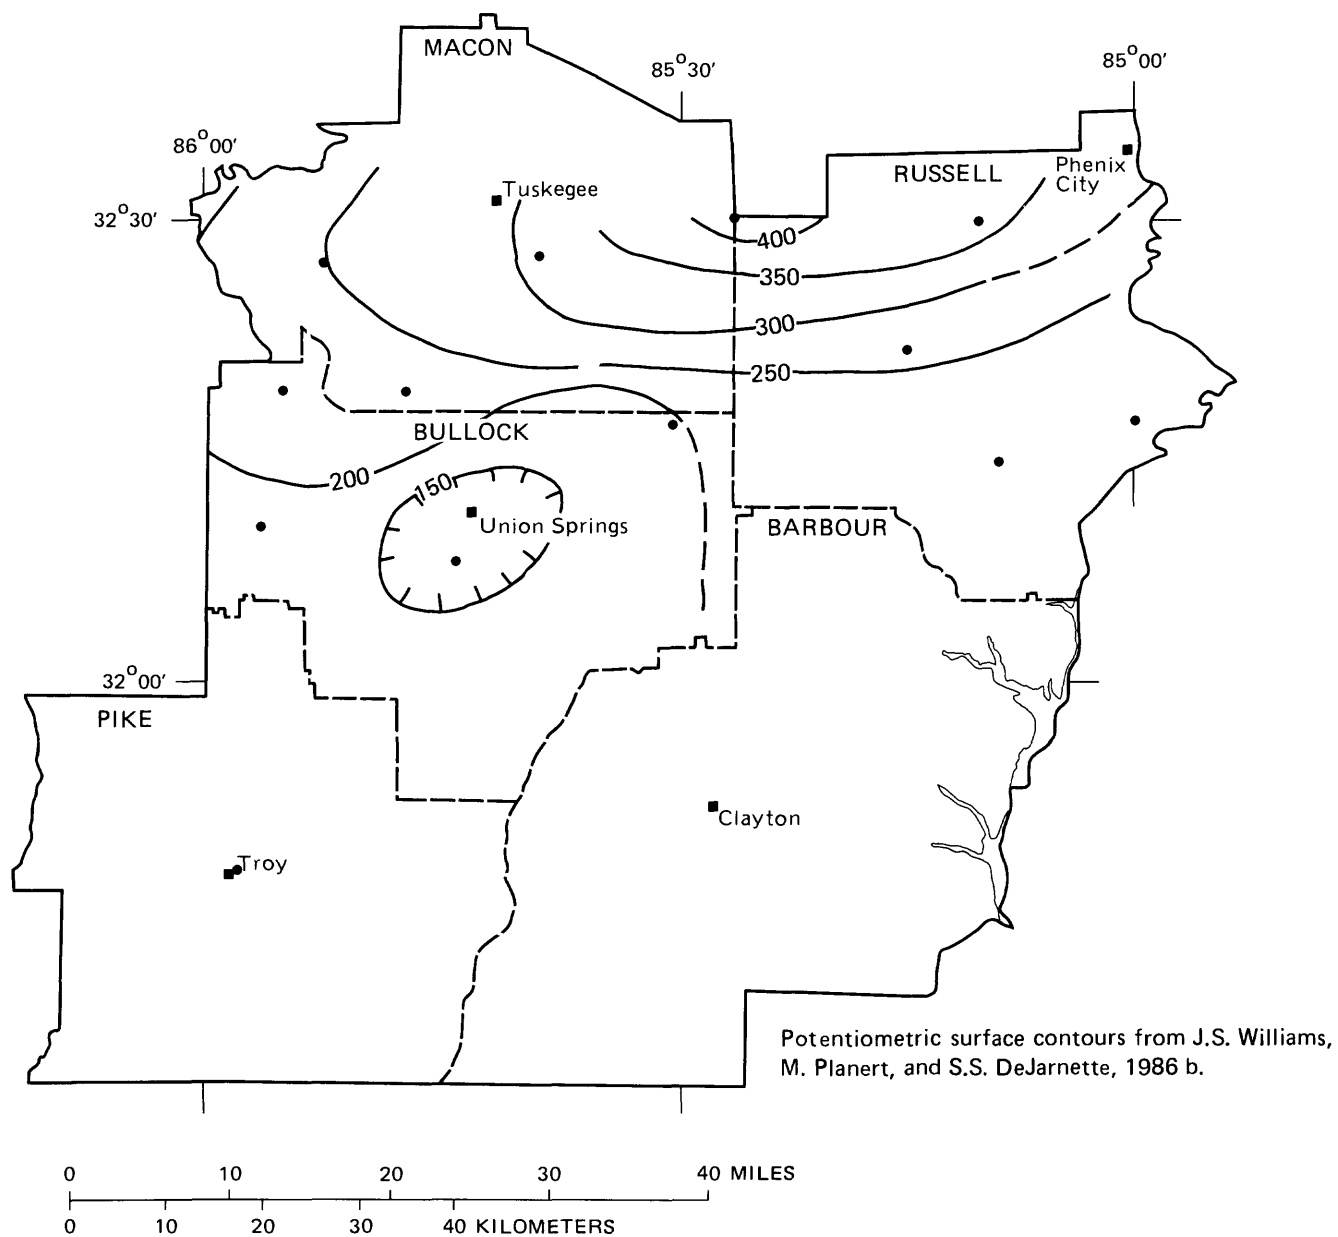 MACON
85°30'
85°00'
86°00'
RUSSELL
Phenix
City
Tuskegee
32°30'
400
350
300
250
BULLOCK
200
150
Union Springs
BARBOUR
32°00'
PIKE
Clayton
Troy
Potentiometric surface contours from J.S. Williams,
M. Planert, and S.S. DeJarnette, 1986 b.
0 10 20 30 40 MILES
0 10 20 30 40 KILOMETERS